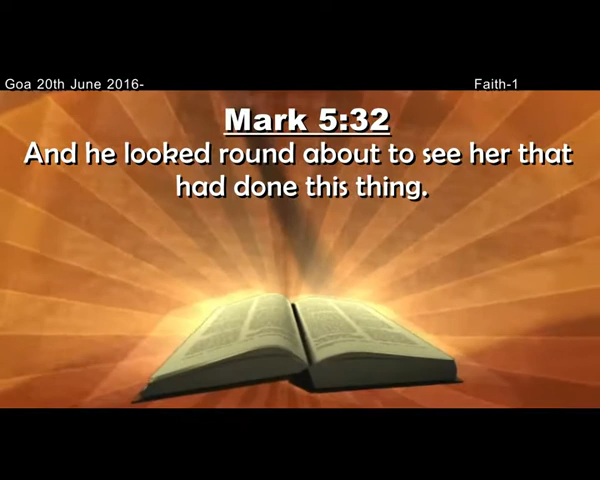 Goa 20th June 2016-
Faith-1
Mark 5:32
And he looked round about to see her that
had done this thing.